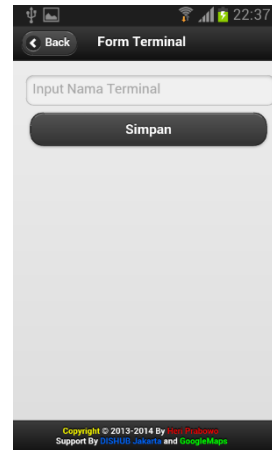 22:37
Back Form Terminal
Input Nama Terminal
Simpan
Copyright © 2013-2014 By Hen Prabowo
Support By DISHUB Jakarta and GoogleMaps